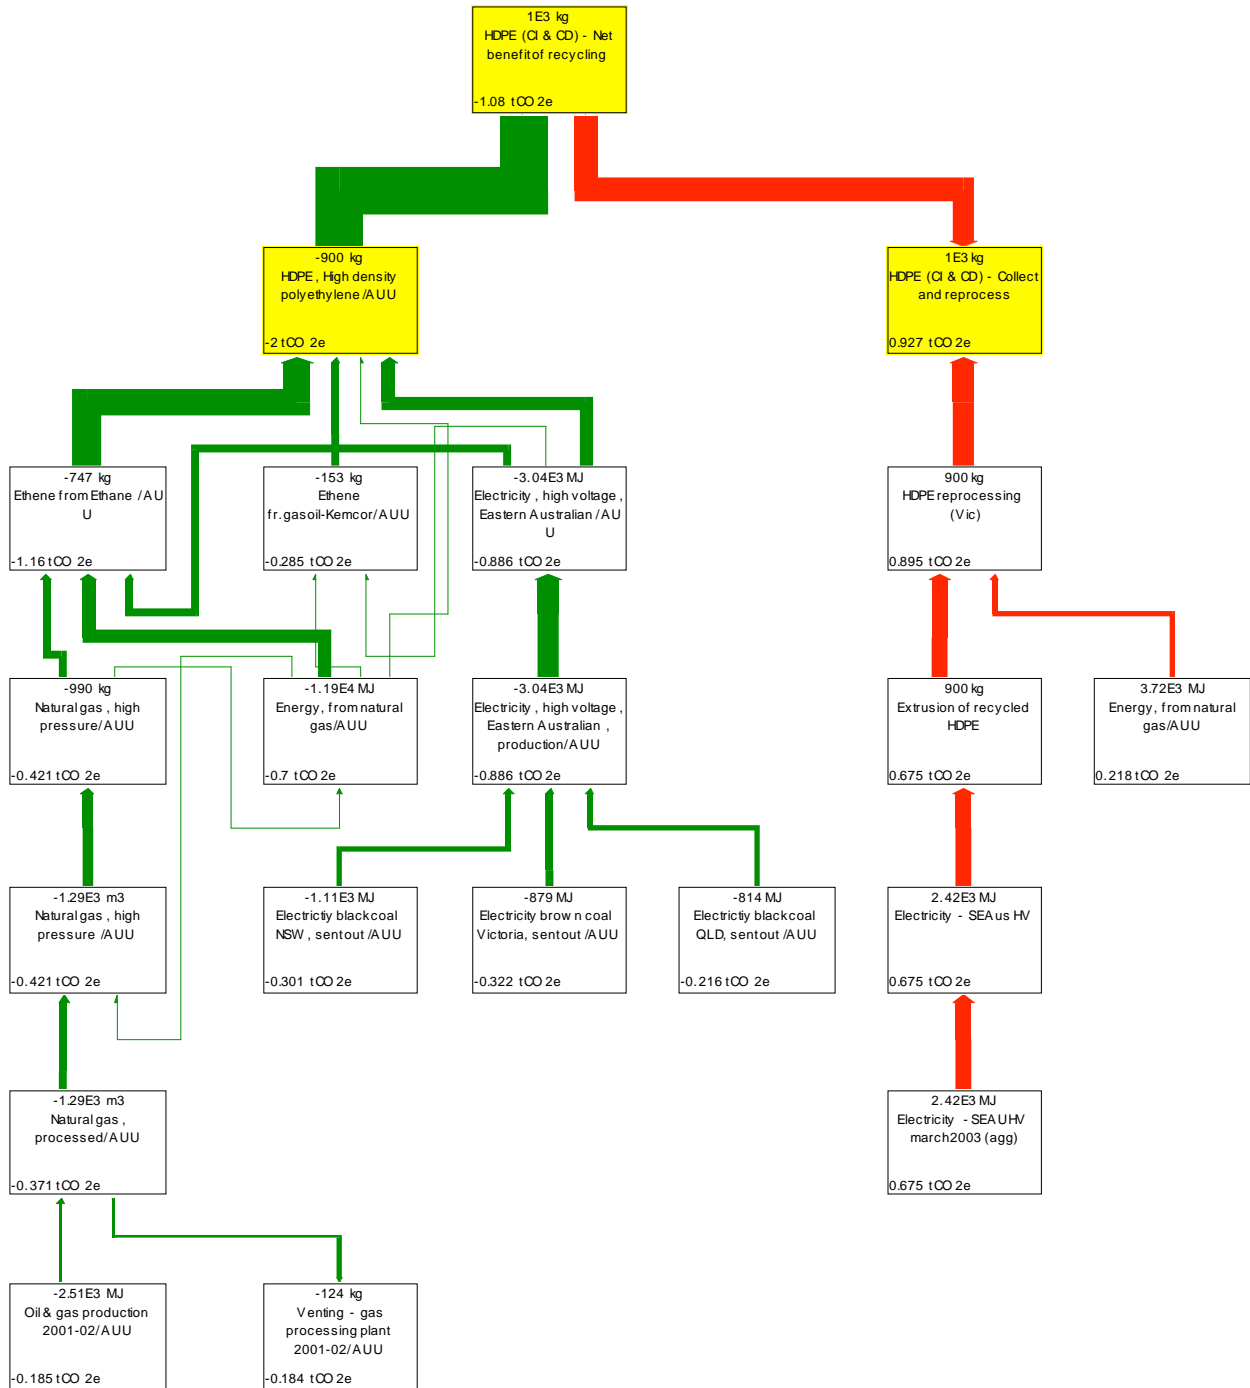 1E3 kg
HDPE (CI & CD) - Net
benefit of recycling
-1.08 tCO2e
-900 kg
HDPE, High density
polyethylene/AUU
-2 tCO2e
1E3 kg
HDPE (CI & CD) - Collect
and reprocess
0.927 tCO2e
-747 kg
Ethene from Ethane/AU
U
-1.16 tCO2e
-153 kg
Ethene
fr.gasoil-Kemcor/AUU
-0.285 tCO2e
-3.04E3 MJ
Electricity, high voltage,
Eastern Australian/AU
U
-0.886 tCO2e
900 kg
HDPE reprocessing
(Vic)
0.895 tCO2e
-990 kg
Natural gas, high
pressure/AUU
-0.421 tCO2e
-1.19E4 MJ
Energy, from natural
gas/AUU
-0.7 tCO2e
-3.04E3 MJ
Electricity, high voltage,
Eastern Australian,
production/AUU
-0.886 tCO2e
900 kg
Extrusion of recycled
HDPE
0.675 tCO2e
3.72E3 MJ
Energy, from natural
gas/AUU
0.218 tCO2e
-1.29E3 m3
Natural gas, high
pressure /AUU
-0.421 tCO2e
-1.11E3 MJ
Electrictiy black coal
NSW, sent out/AUU
-0.301 tCO2e
-879 MJ
Electricity brown coal
Victoria, sent out/AUU
-0.322 tCO2e
-814 MJ
Electrictiy black coal
QLD, sent out/AUU
-0.216 tCO2e
2.42E3 MJ
Electricity - SEAus HV
0.675 tCO2e
-1.29E3 m3
Natural gas,
processed/AUU
-0.371 tCO2e
2.42E3 MJ
Electricity - SEAU HV
march2003 (agg)
0.675 tCO2e
-2.51E3 MJ
Oil & gas production
2001-02/AUU
-0.185 tCO2e
-124 kg
Venting - gas
processing plant
2001-02/AUU
-0.184 tCO2e